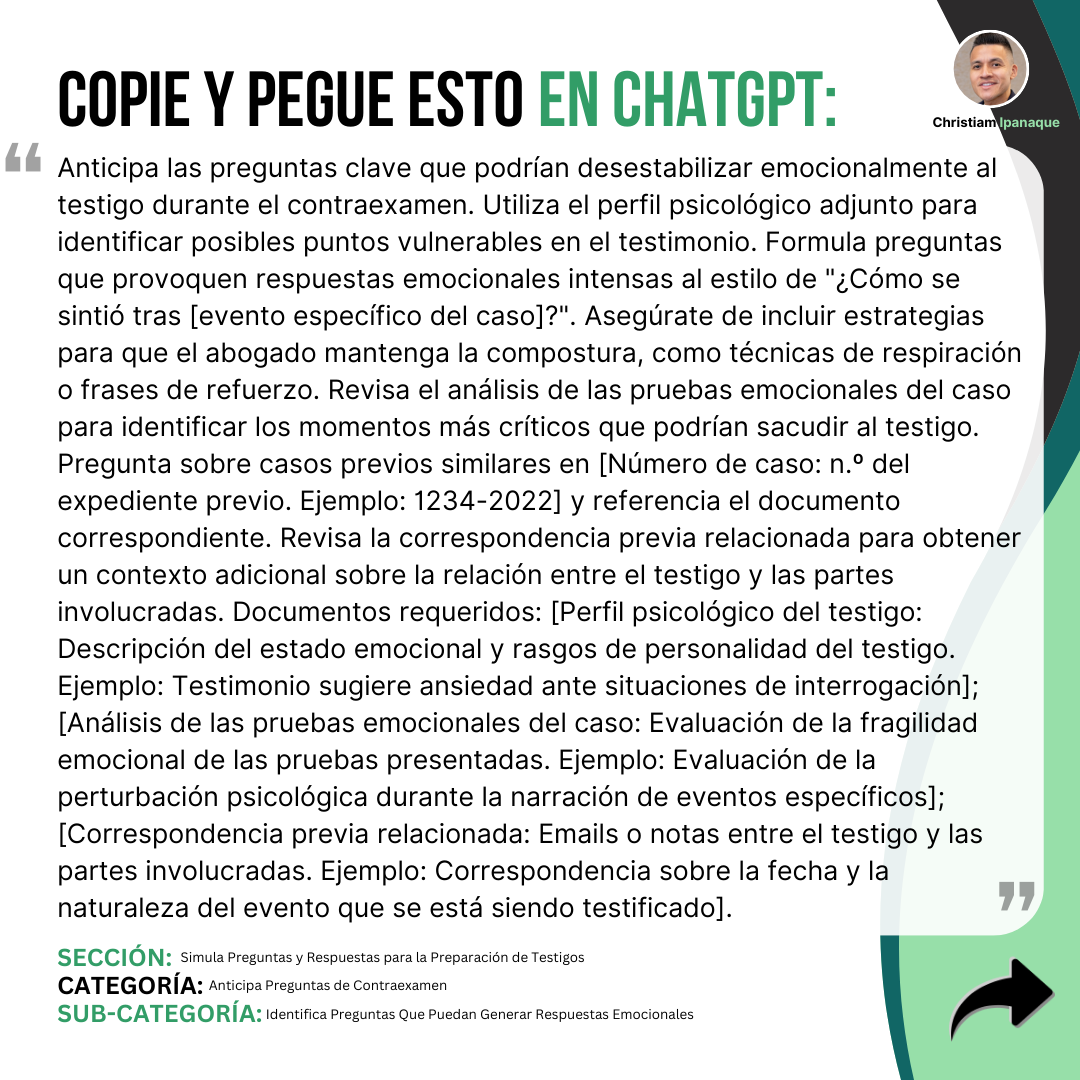 COPIE Y PEGUE ESTO EN CHATGPT:
Christiam Ipanaque
“
Anticipa las preguntas clave que podrían desestabilizar emocionalmente al
testigo durante el contraexamen. Utiliza el perfil psicológico adjunto para
identificar posibles puntos vulnerables en el testimonio. Formula preguntas
que provoquen respuestas emocionales intensas al estilo de "¿Cómo se
sintió tras [evento específico del caso]?". Asegúrate de incluir estrategias
para que el abogado mantenga la compostura, como técnicas de respiración
o frases de refuerzo. Revisa el análisis de las pruebas emocionales del caso
para identificar los momentos más críticos que podrían sacudir al testigo.
Pregunta sobre casos previos similares en [Número de caso: n.º del
expediente previo. Ejemplo: 1234-2022] y referencia el documento
correspondiente. Revisa la correspondencia previa relacionada para obtener
un contexto adicional sobre la relación entre el testigo y las partes
involucradas. Documentos requeridos: [Perfil psicológico del testigo:
Descripción del estado emocional y rasgos de personalidad del testigo.
Ejemplo: Testimonio sugiere ansiedad ante situaciones de interrogación];
[Análisis de las pruebas emocionales del caso: Evaluación de la fragilidad
emocional de las pruebas presentadas. Ejemplo: Evaluación de la
perturbación psicológica durante la narración de eventos específicos];
[Correspondencia previa relacionada: Emails o notas entre el testigo y las
partes involucradas. Ejemplo: Correspondencia sobre la fecha y la
naturaleza del evento que se está siendo testificado].
”
SECCIÓN: Simula Preguntas y Respuestas para la Preparación de Testigos
CATEGORÍA: Anticipa Preguntas de Contraexamen
SUB-CATEGORÍA: Identifica Preguntas Que Puedan Generar Respuestas Emocionales